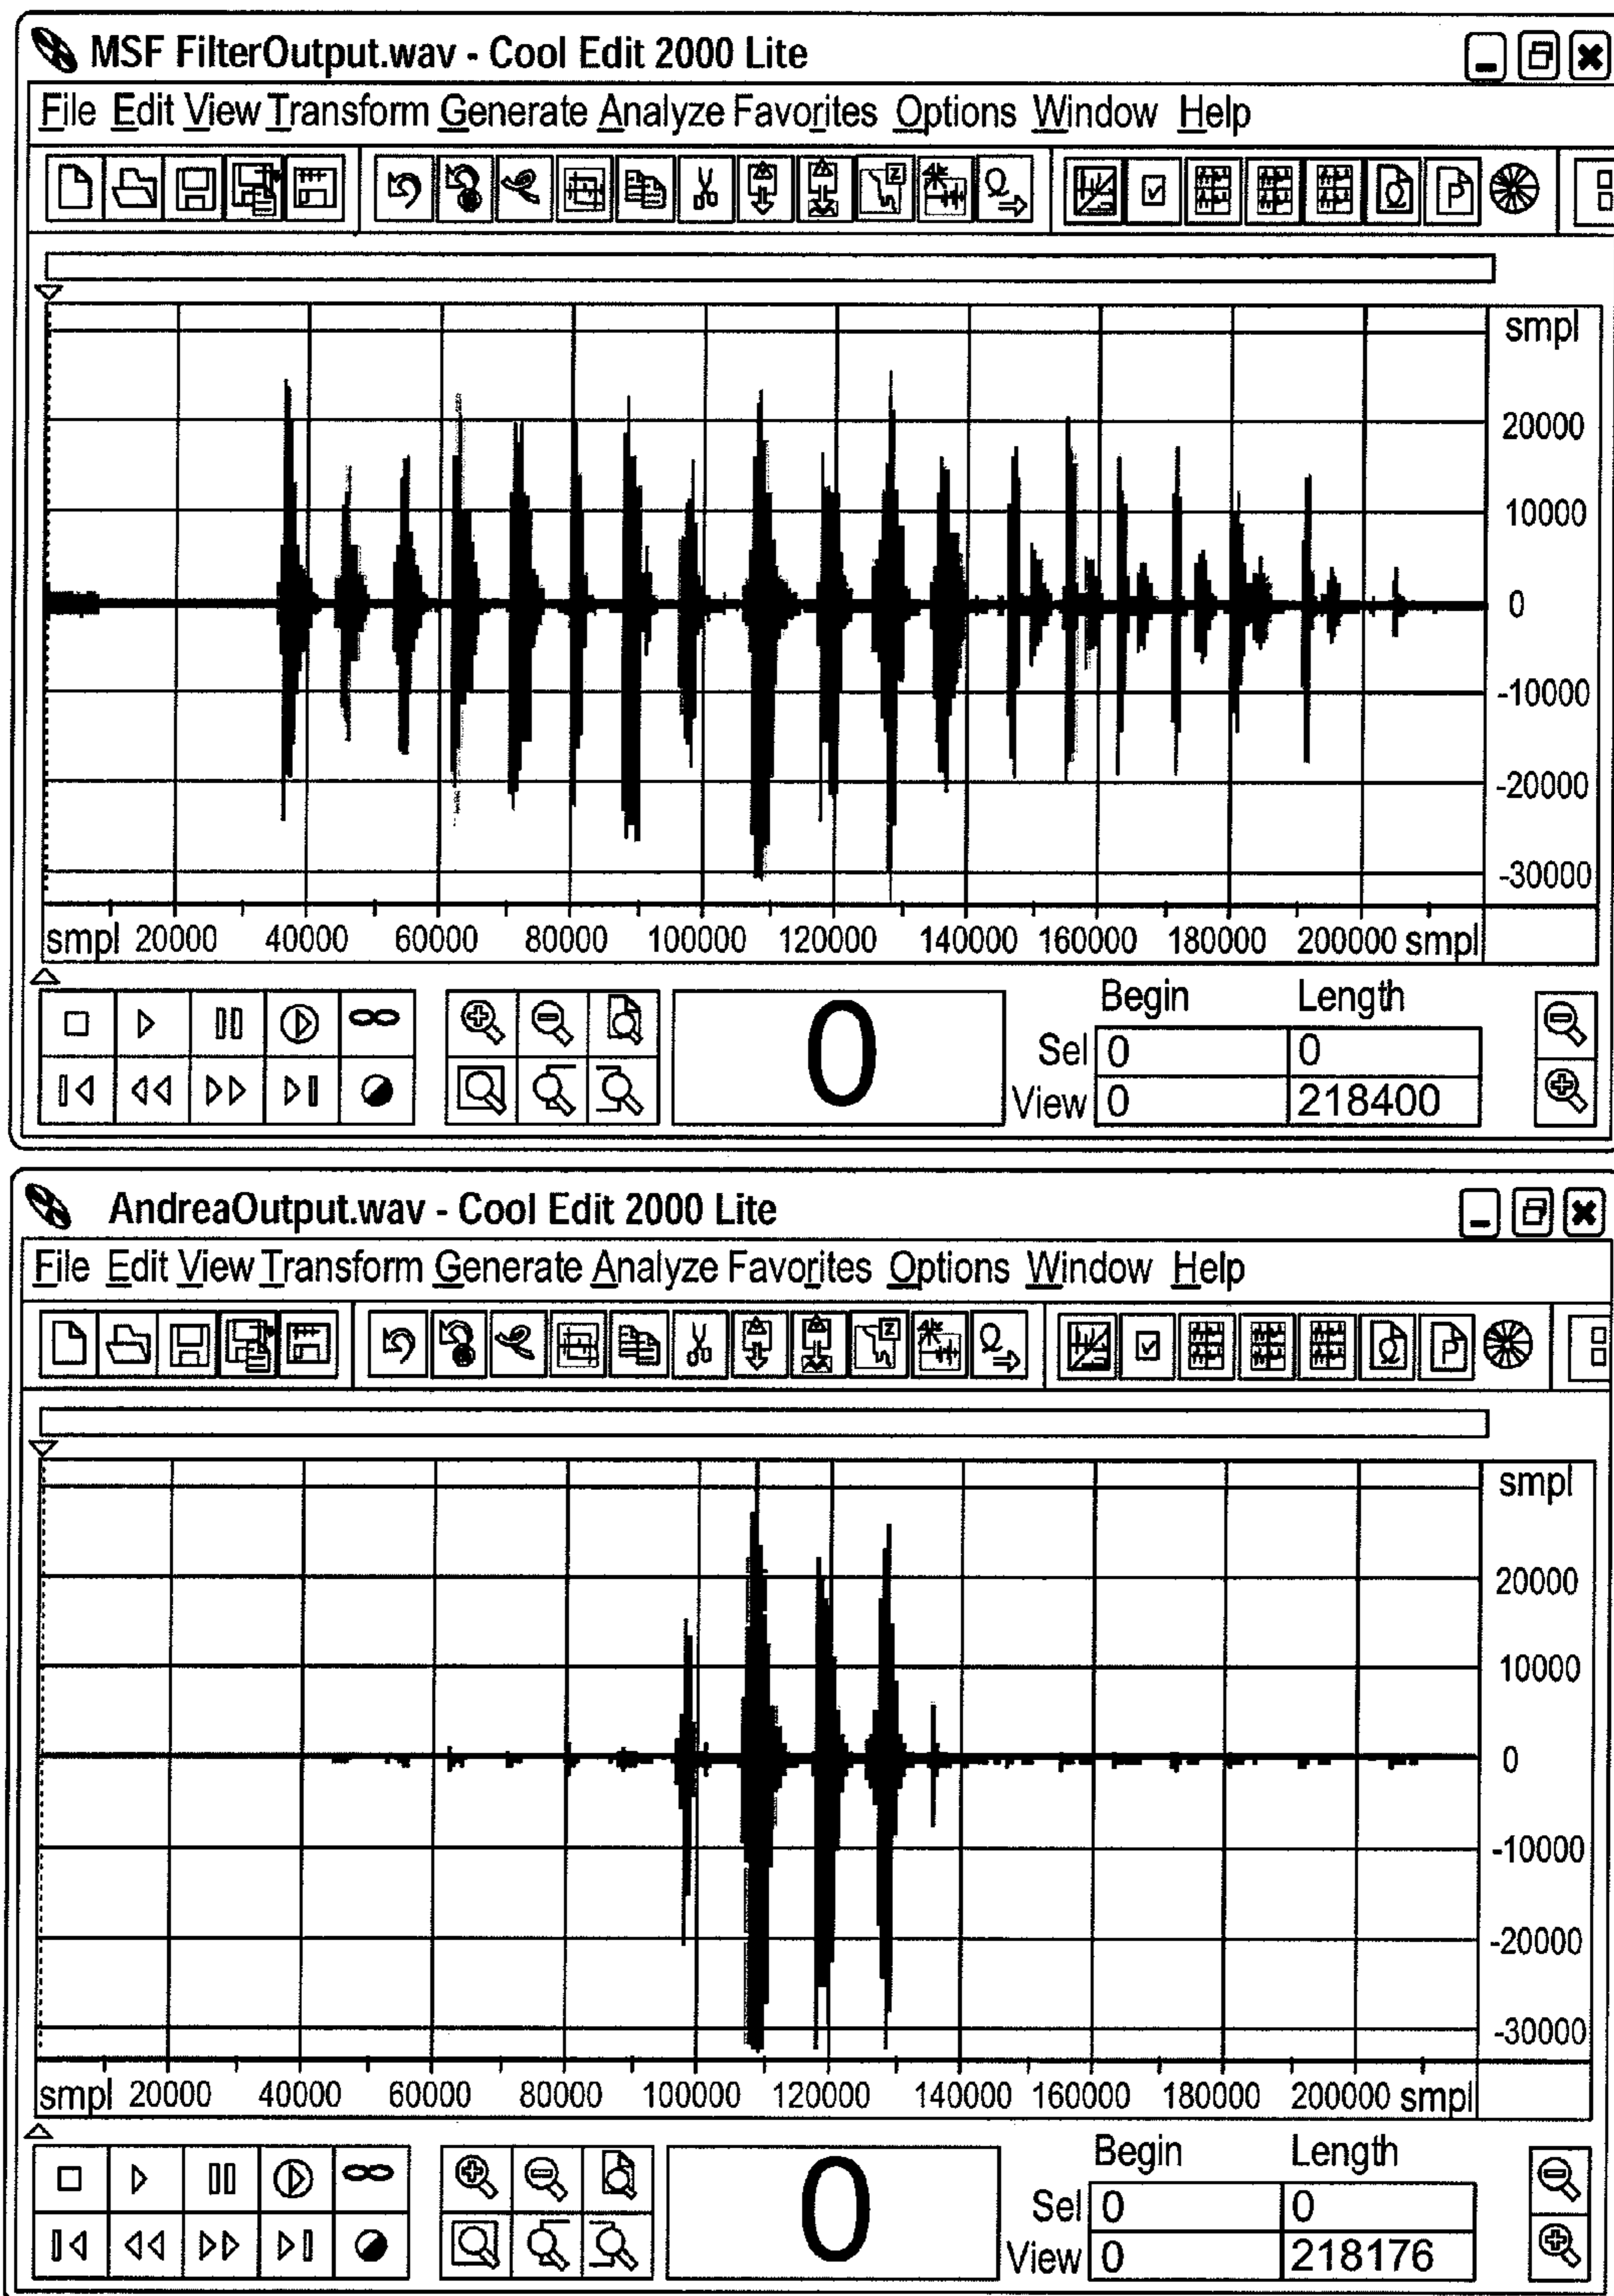 MSF FilterOutput.wav - Cool Edit 2000 Lite
File Edit View Transform Generate Analyze Favorites Options Window Help
smpl
20000
10000
0
-10000
-20000
-30000
smpl 20000 40000 60000 80000 100000 120000 140000 160000 180000 200000 smpl
Begin Length
0
Sel 0 0
View 0 218400
AndreaOutput.wav - Cool Edit 2000 Lite
File Edit View Transform Generate Analyze Favorites Options Window Help
smpl
20000
10000
0
-10000
-20000
-30000
smpl 20000 40000 60000 80000 100000 120000 140000 160000 180000 200000 smpl
Begin Length
0
Sel 0 0
View 0 218176